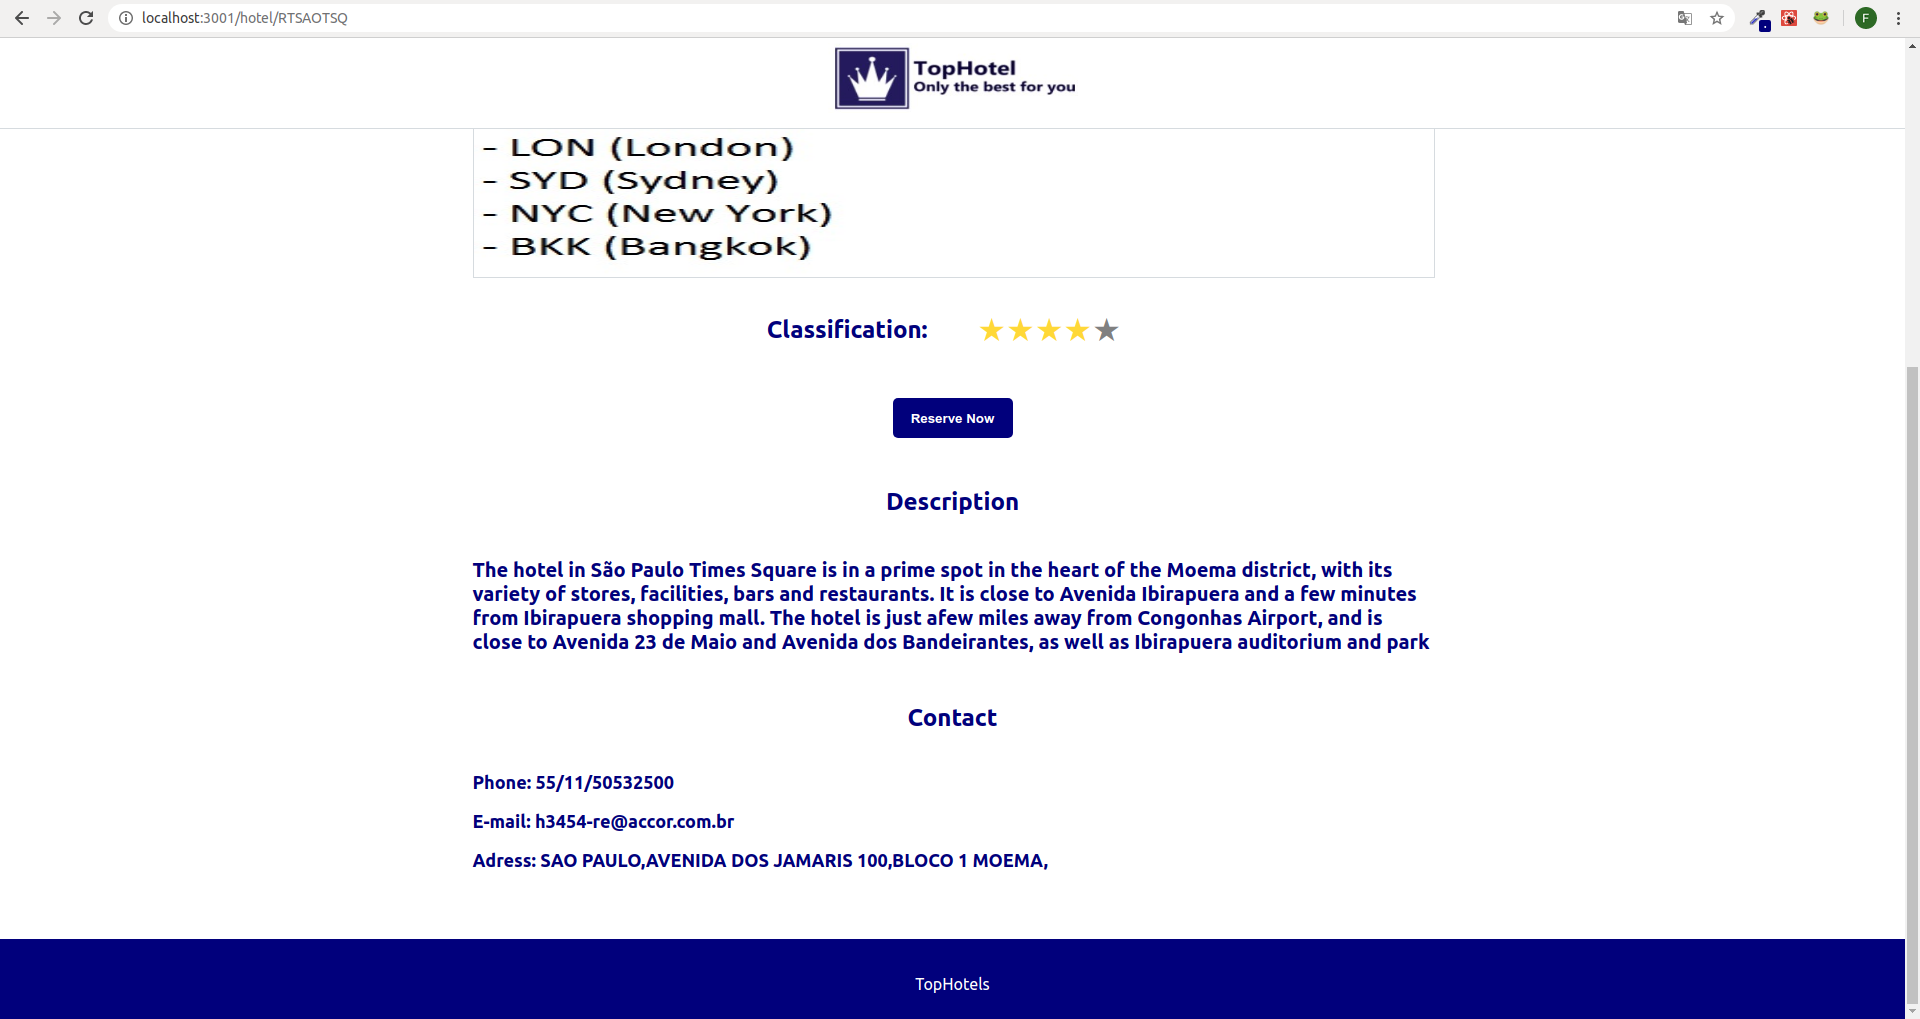 localhost:3001/hotel/RTSAOTSQ
F
TopHotel
Only the best for you
- LON (London)
- SYD (Sydney)
- NYC (New York)
- BKK (Bangkok)
Classification:
Reserve Now
Description
The hotel in São Paulo Times Square is in a prime spot in the heart of the Moema district, with its
variety of stores, facilities, bars and restaurants. It is close to Avenida Ibirapuera and a few minutes
from Ibirapuera shopping mall. The hotel is just afew miles away from Congonhas Airport, and is
close to Avenida 23 de Maio and Avenida dos Bandeirantes, as well as Ibirapuera auditorium and park
Contact
Phone: 55/11/50532500
E-mail: h3454-re@accor.com.br
Adress: SAO PAULO,AVENIDA DOS JAMARIS 100,BLOCO 1 MOEMA,
TopHotels